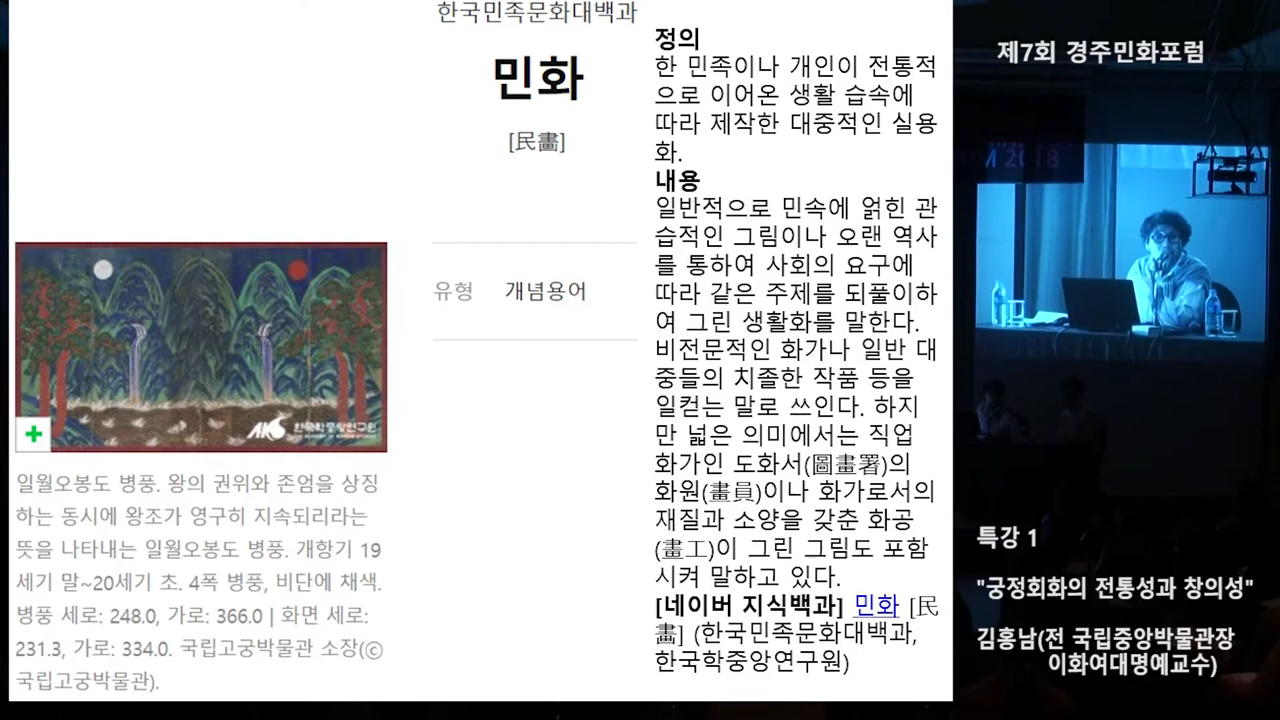 한국민족문화대백과
민화
[民畵]
유형 개념용어
한국학중앙연구원
일월오봉도 병풍. 왕의 권위와 존엄을 상징
하는 동시에 왕조가 영구히 지속되리라는
뜻을 나타내는 일월오봉도 병풍. 개항기 19
세기 말~20세기 초. 4폭 병풍, 비단에 채색.
병풍 세로: 248.0, 가로: 366.0 | 화면 세로:
231.3, 가로: 334.0. 국립고궁박물관 소장(©
국립고궁박물관).
정의
한 민족이나 개인이 전통적
으로 이어온 생활 습속에
따라 제작한 대중적인 실용
화.
내용
일반적으로 민속에 얽힌 관
습적인 그림이나 오랜 역사
를 통하여 사회의 요구에
따라 같은 주제를 되풀이하
여 그린 생활화를 말한다.
비전문적인 화가나 일반 대
중들의 치졸한 작품 등을
일컫는 말로 쓰인다. 하지
만 넓은 의미에서는 직업
화가인 도화서(圖畫署)의
화원(畫員)이나 화가로서의
재질과 소양을 갖춘 화공
(畫工)이 그린 그림도 포함
시켜 말하고 있다.
[네이버 지식백과] 민화 [民
畵] (한국민족문화대백과,
한국학중앙연구원)
제7회 경주민화포럼
M 2018
특강 1
"궁정회화의 전통성과 창의성"
김홍남(전 국립중앙박물관장
이화여대명예교수)